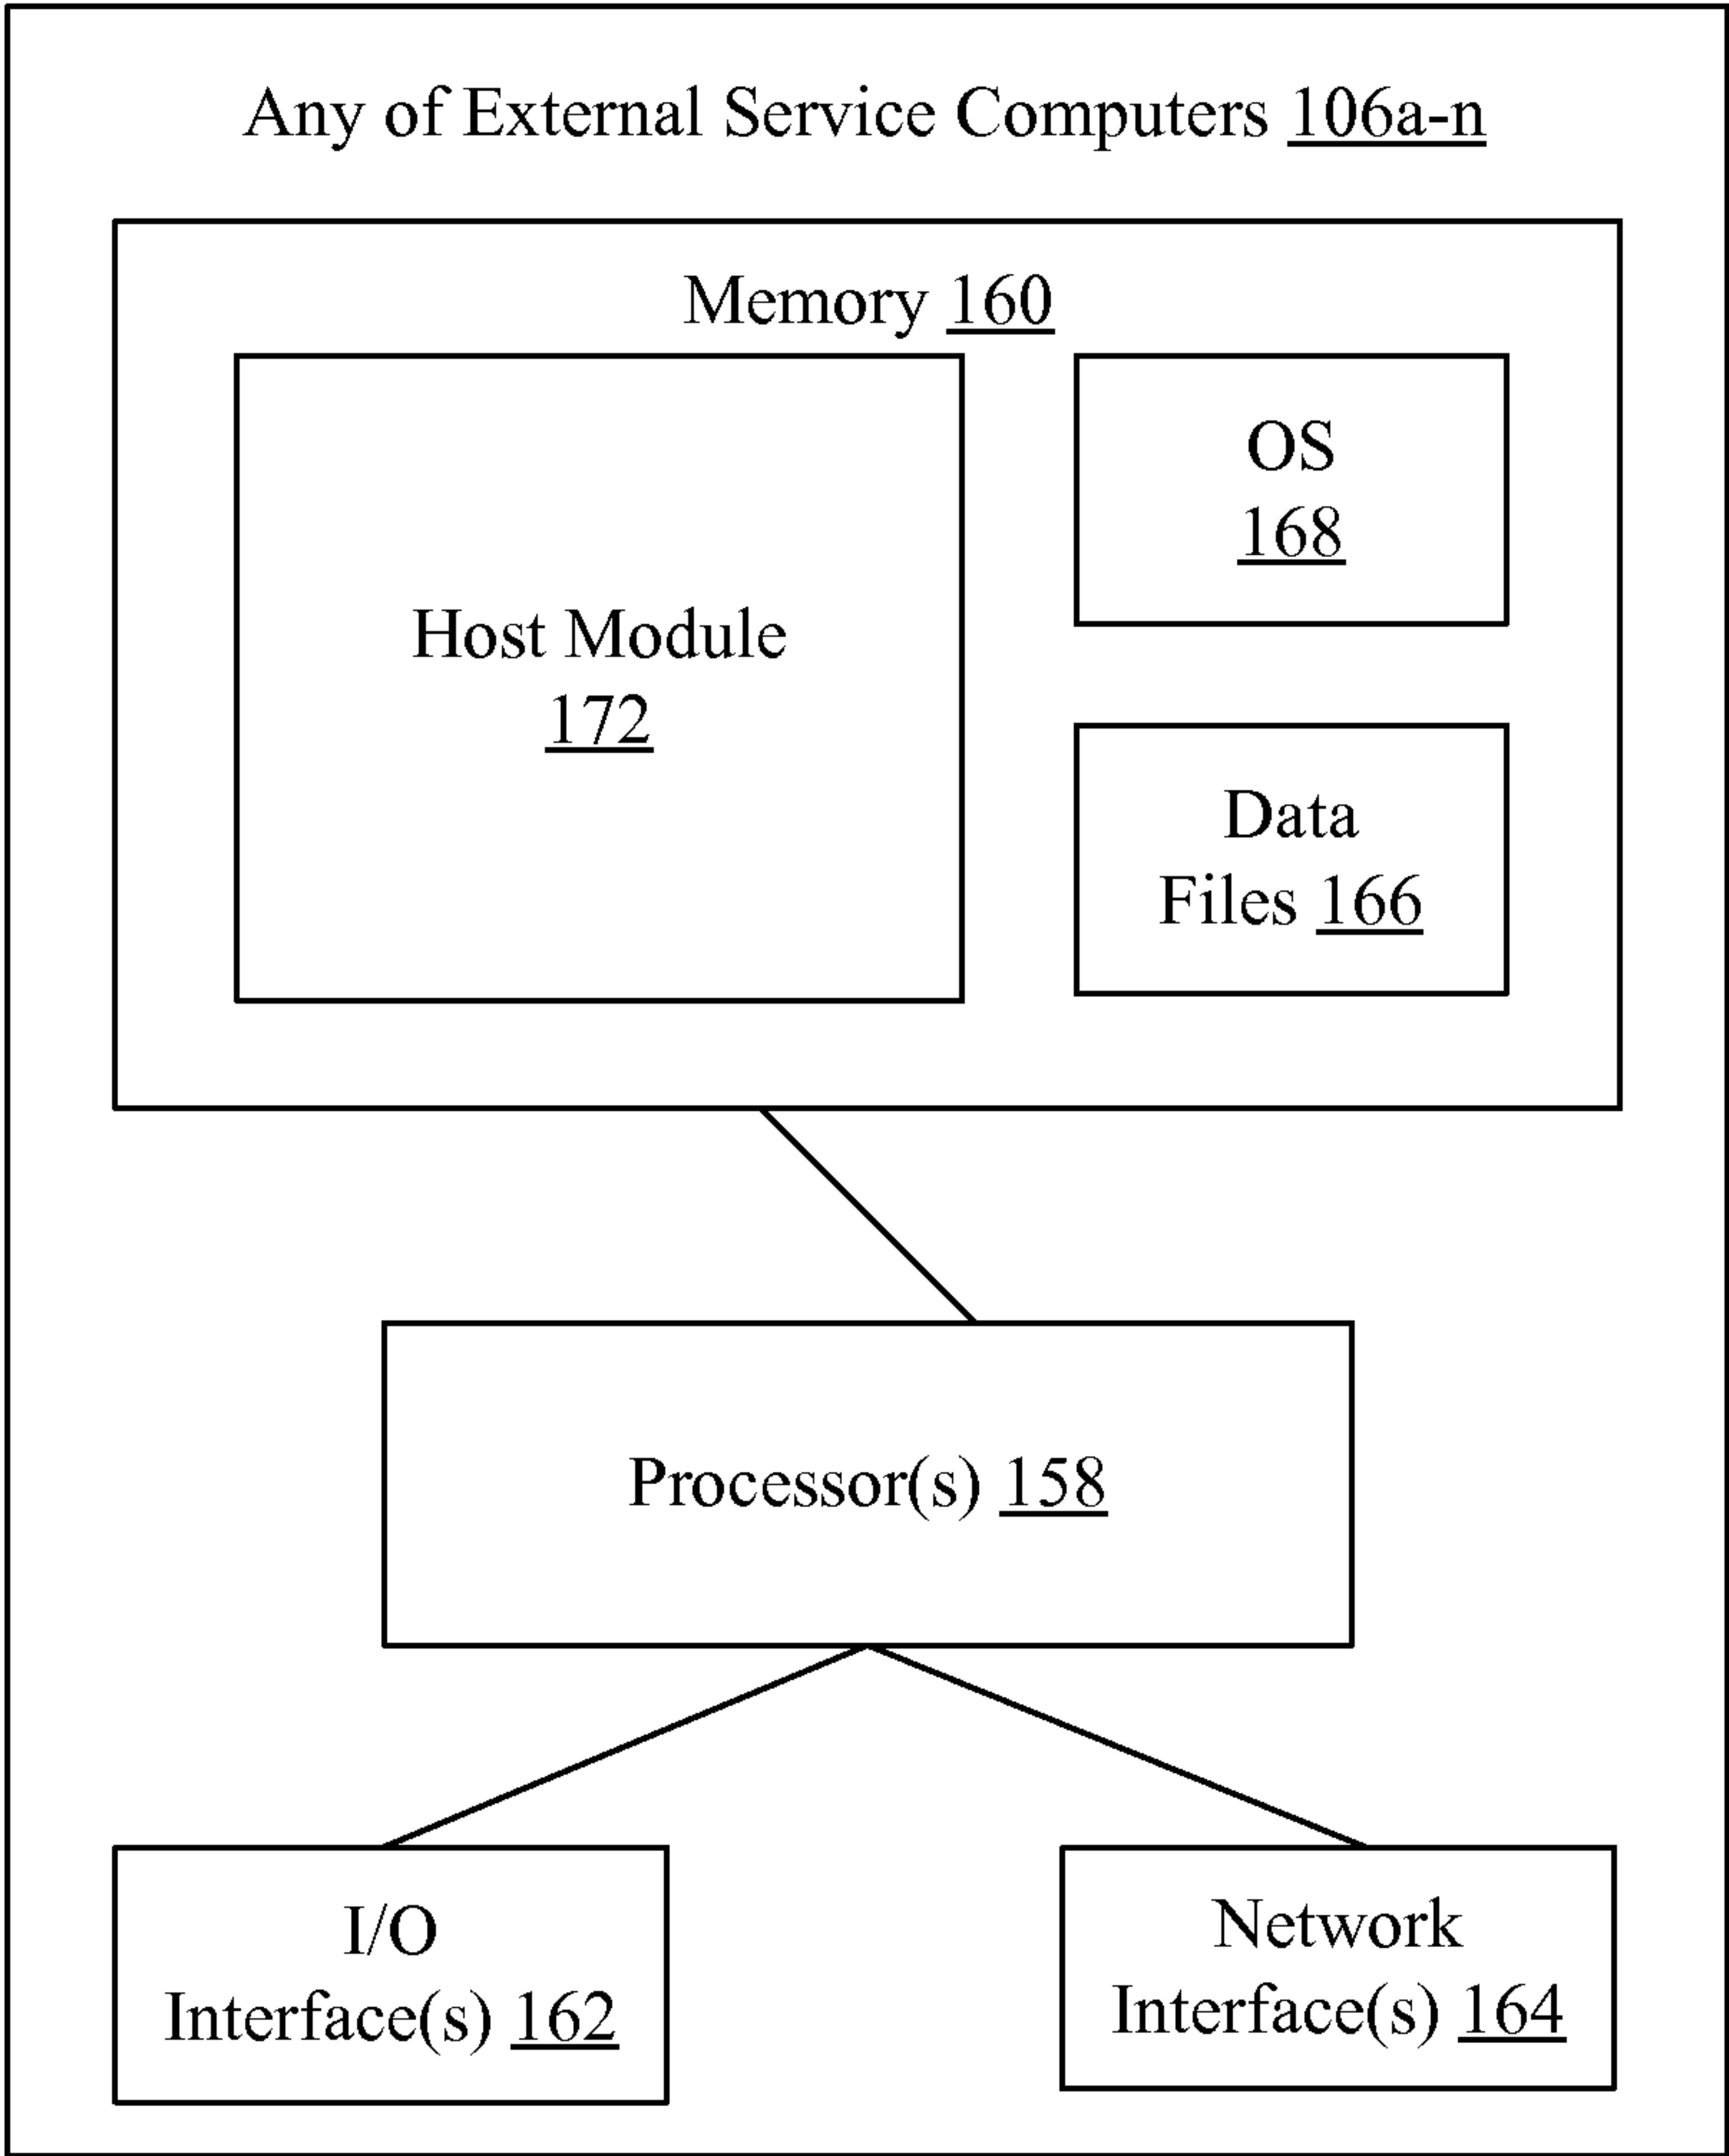 Any of External Service Computers 106a-n
Memory 160
Host Module
172
OS
168
Data
Files 166
Processor(s) 158
I/O
Interface(s) 162
Network
Interface(s) 164